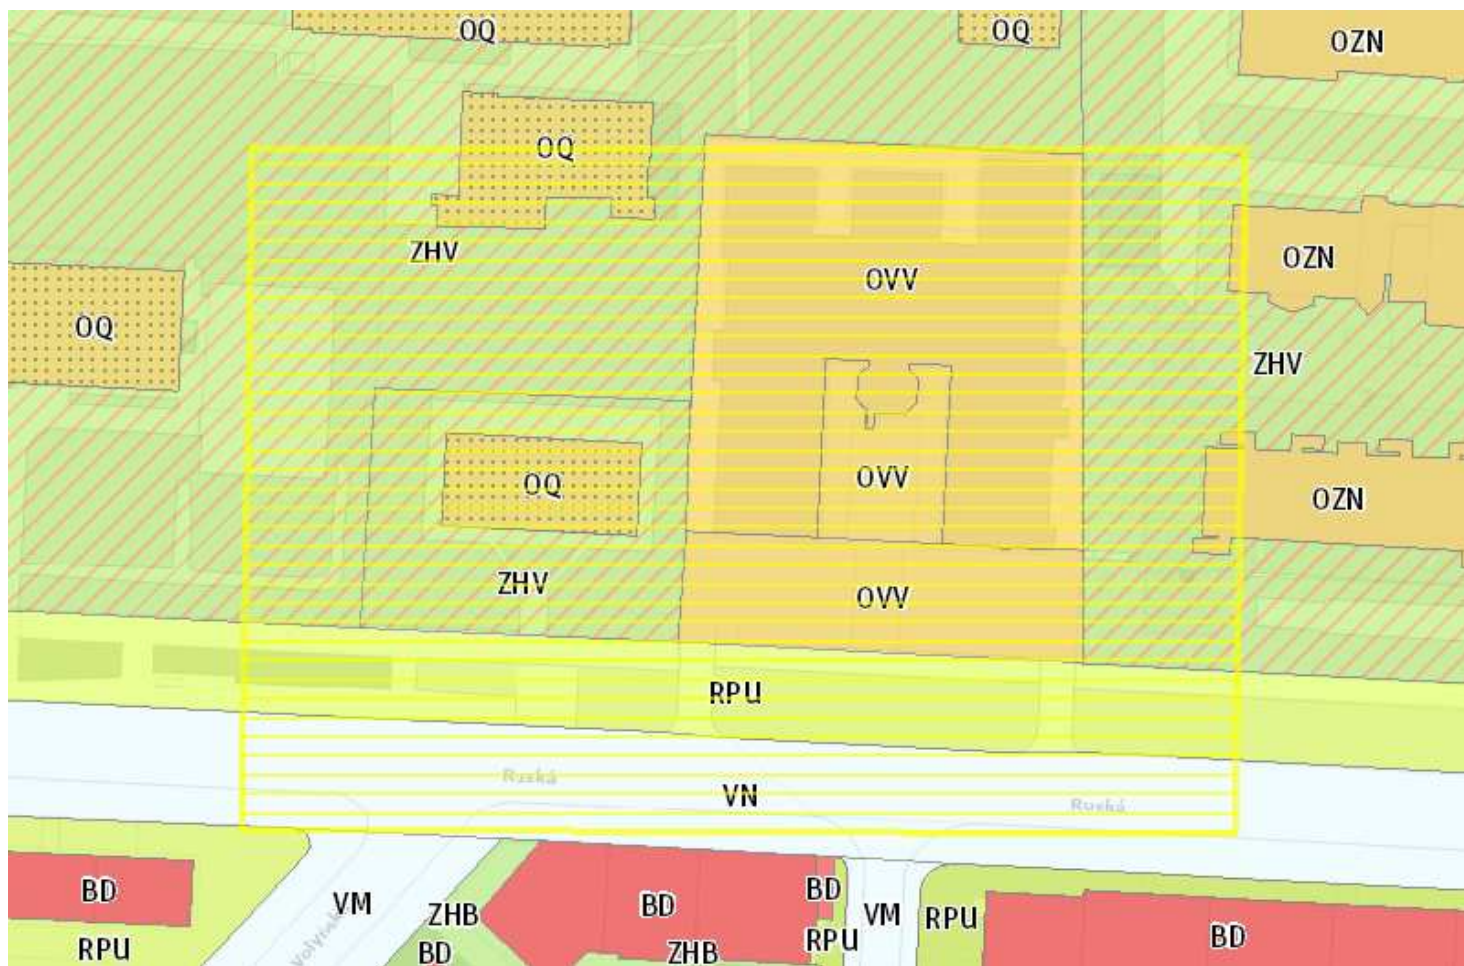 OQ
OQ
OZN
OQ
ZHV
OVV
OZN
OQ
ZHV
OVV
OQ
OZN
ZHV
OVV
RPU
Ruská
VN
Ruská
BD
VM
ZHB
BD
BD
VM
RPU
RPU
BD
RPU
BD
ZHB